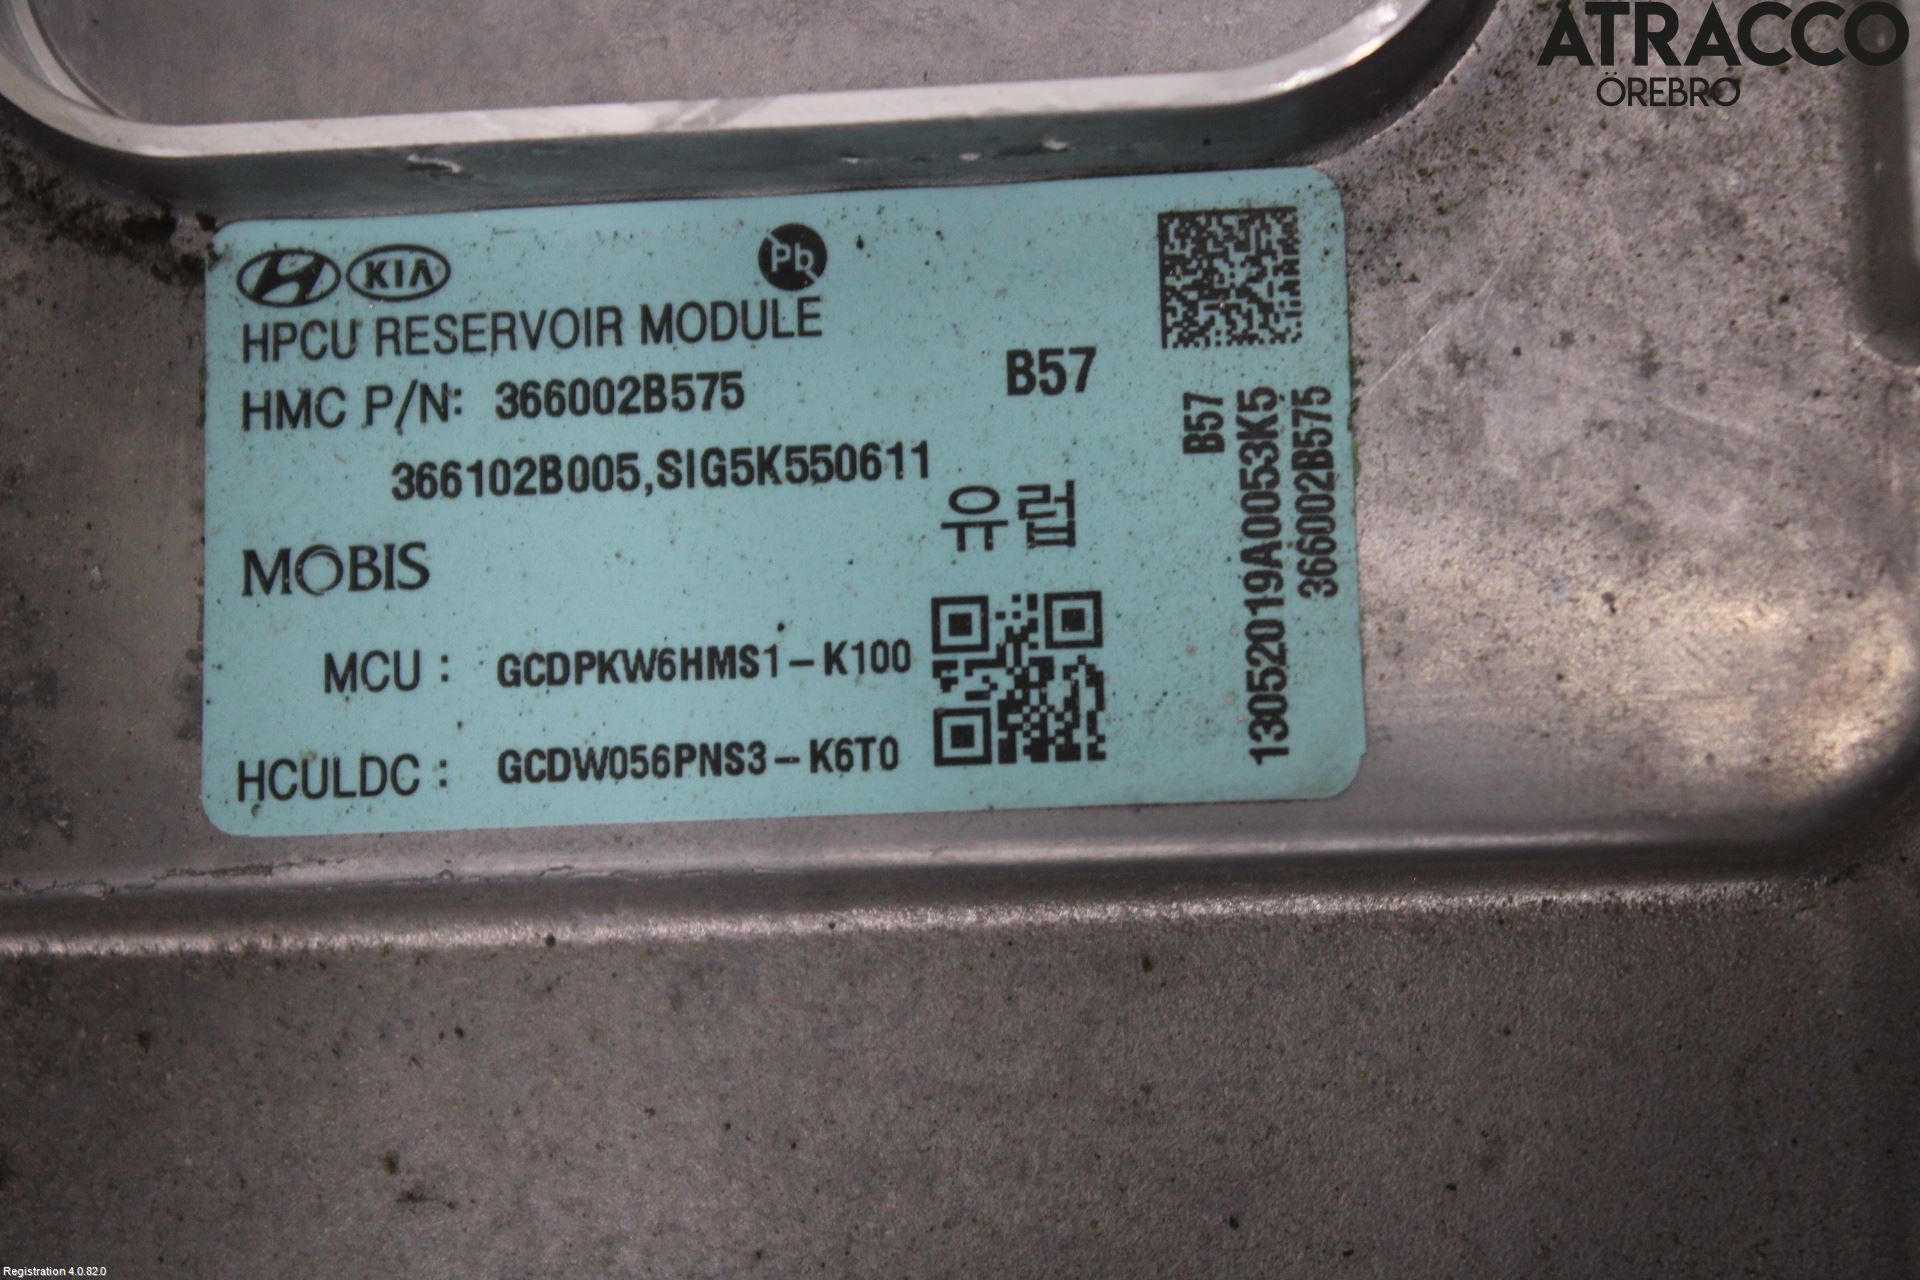 ATRACCO
ÖREBRO
KIA
Pb
HPCU RESERVOIR MODULE
HMC P/N: 366002B575
B57
366102B005,SIG5K550611
유럽
MOBIS
MCU : GCDPKW6HMS1-K100
HCULDC : GCDW056PNS3-K6T0
B57
13052019A0053K5
366002B575
Registration 4.0.82.0